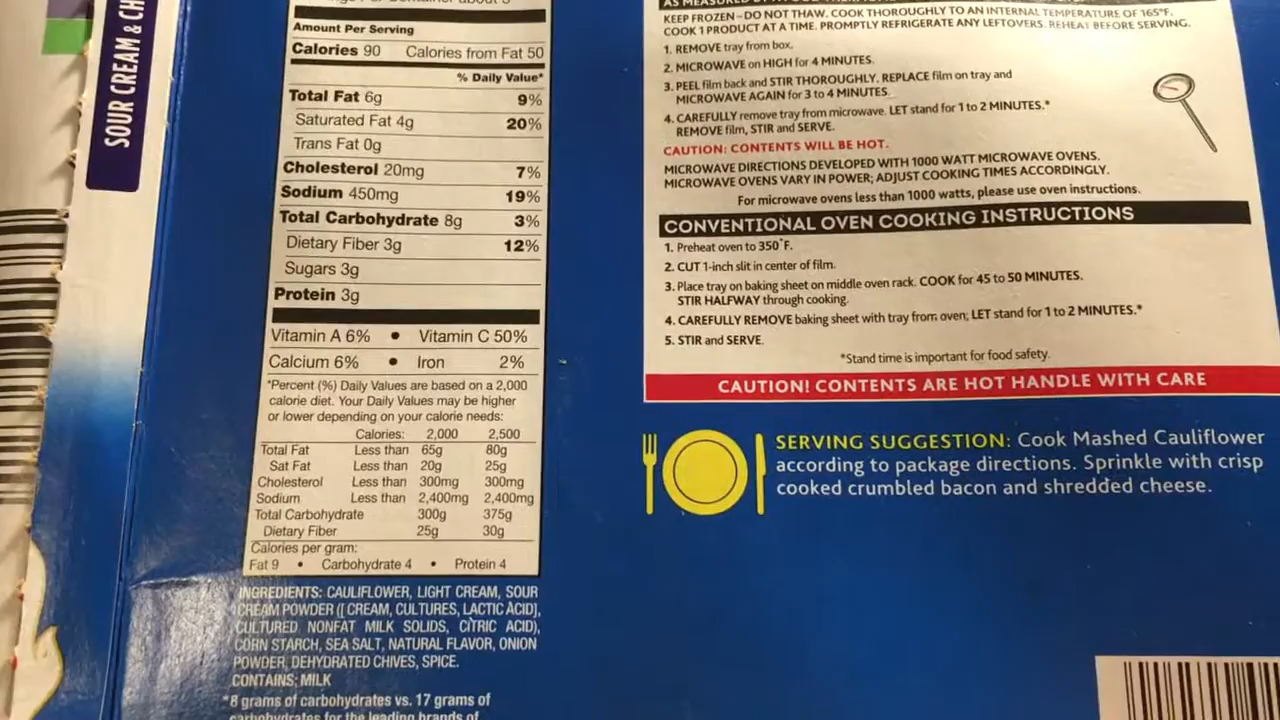 SOUR CREAM & CH
Amount Per Serving
Calories 90 Calories from Fat 50
% Daily Value*
Total Fat 6g 9%
Saturated Fat 4g 20%
Trans Fat 0g
Cholesterol 20mg 7%
Sodium 450mg 19%
Total Carbohydrate 8g 3%
Dietary Fiber 3g 12%
Sugars 3g
Protein 3g
Vitamin A 6% • Vitamin C 50%
Calcium 6% • Iron 2%
*Percent (%) Daily Values are based on a 2,000
calorie diet. Your Daily Values may be higher
or lower depending on your calorie needs:
Calories: 2,000 2,500
Total Fat Less than 65g 80g
Sat Fat Less than 20g 25g
Cholesterol Less than 300mg 300mg
Sodium Less than 2,400mg 2,400mg
Total Carbohydrate 300g 375g
Dietary Fiber 25g 30g
Calories per gram:
Fat 9 • Carbohydrate 4 • Protein 4
INGREDIENTS: CAULIFLOWER, LIGHT CREAM, SOUR
CREAM POWDER ([ CREAM, CULTURES, LACTIC ACID],
CULTURED NONFAT MILK SOLIDS, CITRIC ACID),
CORN STARCH, SEA SALT, NATURAL FLAVOR, ONION
POWDER, DEHYDRATED CHIVES, SPICE.
CONTAINS: MILK
*8 grams of carbohydrates vs. 17 grams of
carbohydrates for the leading brands of
KEEP FROZEN – DO NOT THAW. COOK THOROUGHLY TO AN INTERNAL TEMPERATURE OF 165°F.
COOK 1 PRODUCT AT A TIME. PROMPTLY REFRIGERATE ANY LEFTOVERS. REHEAT BEFORE SERVING.
1. REMOVE tray from box.
2. MICROWAVE on HIGH for 4 MINUTES.
3. PEEL film back and STIR THOROUGHLY. REPLACE film on tray and
MICROWAVE AGAIN for 3 to 4 MINUTES.
4. CAREFULLY remove tray from microwave. LET stand for 1 to 2 MINUTES.*
REMOVE film, STIR and SERVE.
CAUTION: CONTENTS WILL BE HOT.
MICROWAVE DIRECTIONS DEVELOPED WITH 1000 WATT MICROWAVE OVENS.
MICROWAVE OVENS VARY IN POWER; ADJUST COOKING TIMES ACCORDINGLY.
For microwave ovens less than 1000 watts, please use oven instructions.
CONVENTIONAL OVEN COOKING INSTRUCTIONS
1. Preheat oven to 350°F.
2. CUT 1-inch slit in center of film.
3. Place tray on baking sheet on middle oven rack. COOK for 45 to 50 MINUTES.
STIR HALFWAY through cooking.
4. CAREFULLY REMOVE baking sheet with tray from oven; LET stand for 1 to 2 MINUTES.*
5. STIR and SERVE.
*Stand time is important for food safety.
CAUTION! CONTENTS ARE HOT HANDLE WITH CARE
SERVING SUGGESTION: Cook Mashed Cauliflower
according to package directions. Sprinkle with crisp
cooked crumbled bacon and shredded cheese.